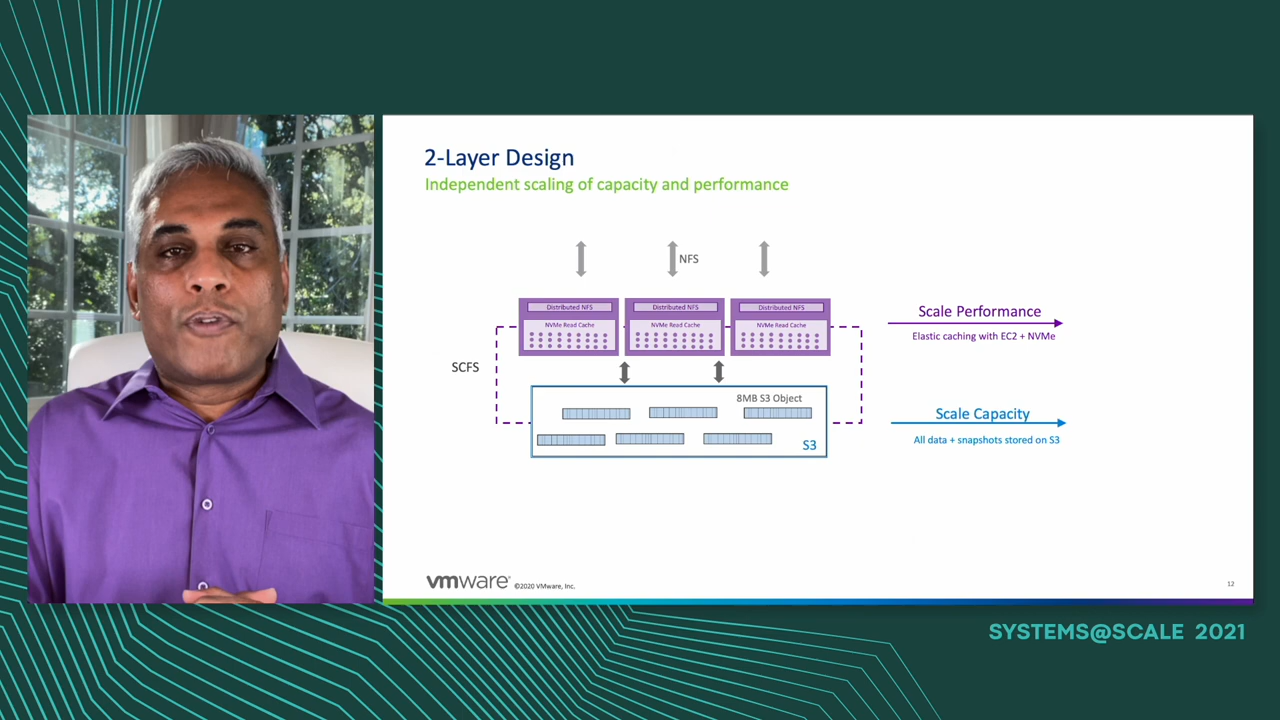 2-Layer Design
Independent scaling of capacity and performance
NFS
Distributed NFS
Distributed NFS
Distributed NFS
NVMe Read Cache
NVMe Read Cache
NVMe Read Cache
SCFS
8MB S3 Object
S3
Scale Performance
Elastic caching with EC2 + NVMe
Scale Capacity
All data + snapshots stored on S3
vmware® ©2020 VMware, Inc.
12
SYSTEMS@SCALE 2021